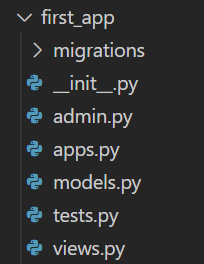 first_app
migrations
__init__.py
admin.py
apps.py
models.py
tests.py
views.py